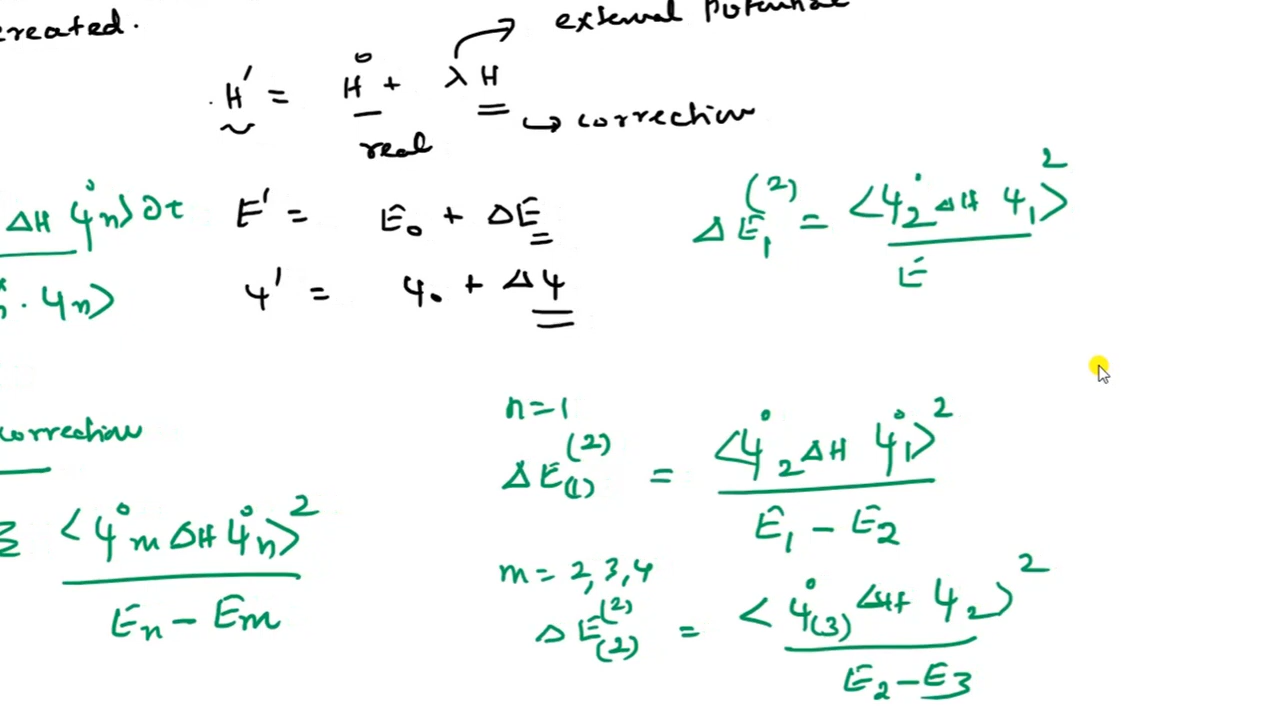 created.
external potential
H' = H° + λH
real
↪ correction
ΔH Ψ°n⟩ ∂τ
E' = E₀ + ΔE
ΔE₁⁽²⁾ = ⟨Ψ°₂ ΔH Ψ₁⟩² / E
· Ψn⟩
Ψ' = Ψ₀ + ΔΨ
correction
n=1
ΔE₍₁₎⁽²⁾ = ⟨Ψ°₂ ΔH Ψ°₁⟩² / E₁ − E₂
Σ ⟨Ψ°m ΔH Ψ°n⟩² / En − Em
m = 2,3,4
ΔE₍₂₎⁽²⁾ = ⟨Ψ°₍₃₎ ΔH Ψ₂⟩² / E₂ − E₃